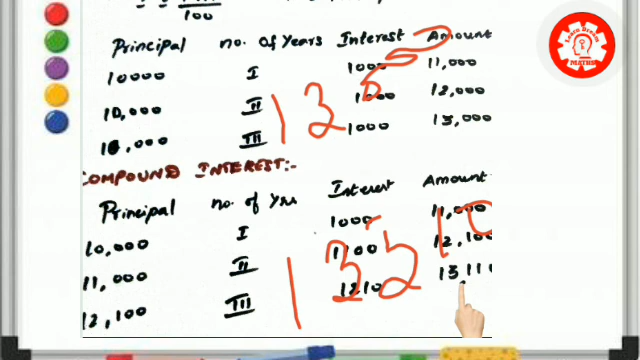 100
Principal no. of Years Interest Amount
10000 I 1000 11,000
10,000 II 1000 12,000
10,000 III 1000 13,000
COMPOUND INTEREST:-
Principal no. of Yrs Interest Amount
10,000 I 1000 11,000
11,000 II 1100 12,100
12,100 III 1210
MATHS